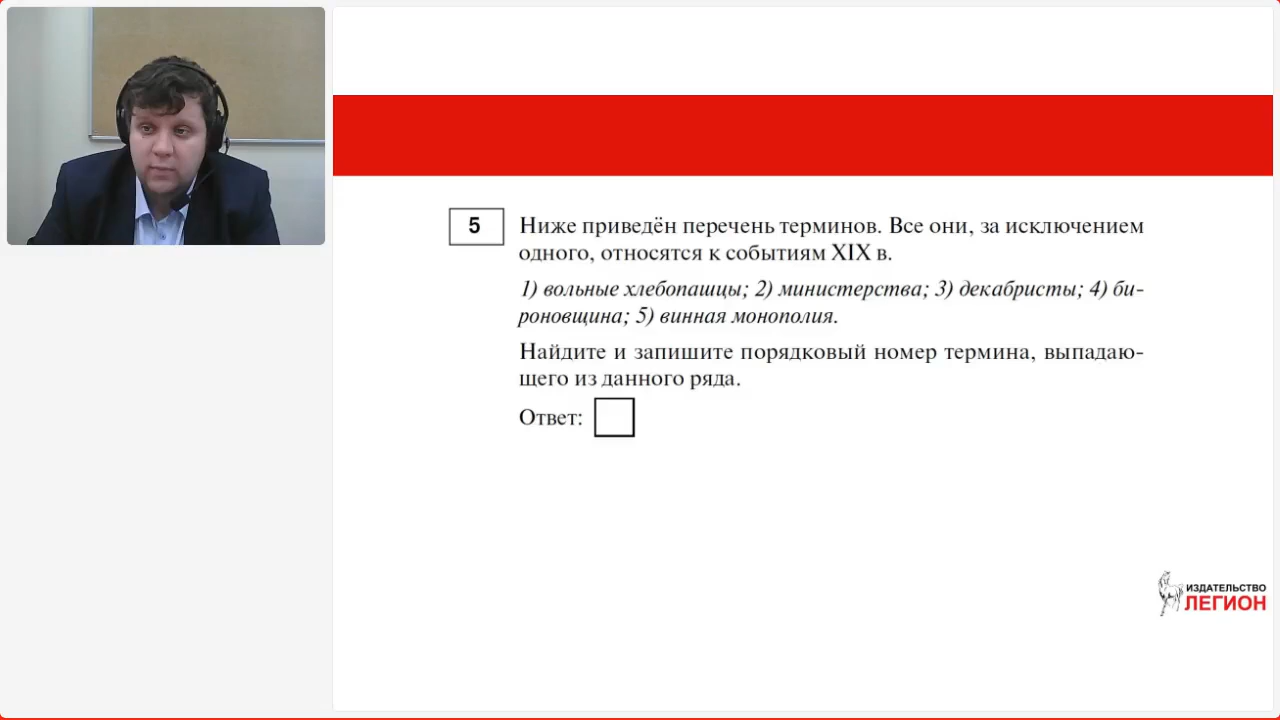 5
Ниже приведён перечень терминов. Все они, за исключением
одного, относятся к событиям XIX в.
1) вольные хлебопашцы; 2) министерства; 3) декабристы; 4) би-
роновщина; 5) винная монополия.
Найдите и запишите порядковый номер термина, выпадаю-
щего из данного ряда.
Ответ:
ИЗДАТЕЛЬСТВО
ЛЕГИОН